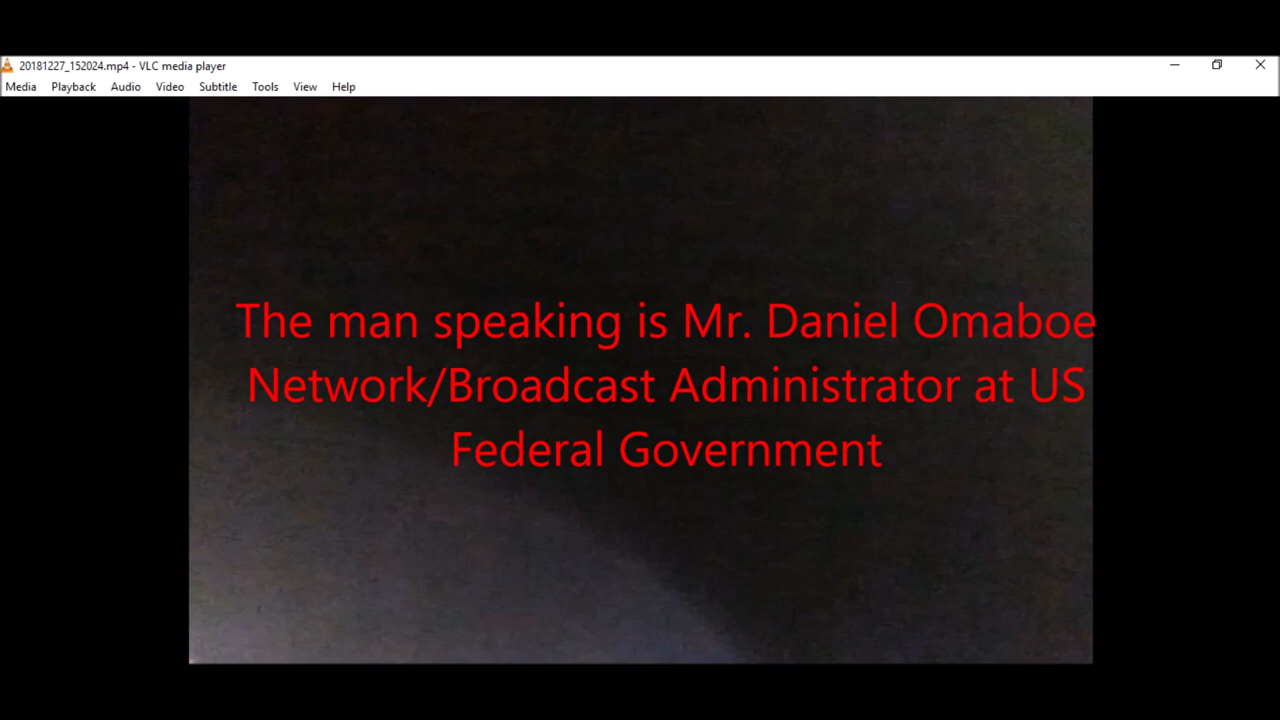 20181227_152024.mp4 - VLC media player
Media Playback Audio Video Subtitle Tools View Help
The man speaking is Mr. Daniel Omaboe
Network/Broadcast Administrator at US
Federal Government